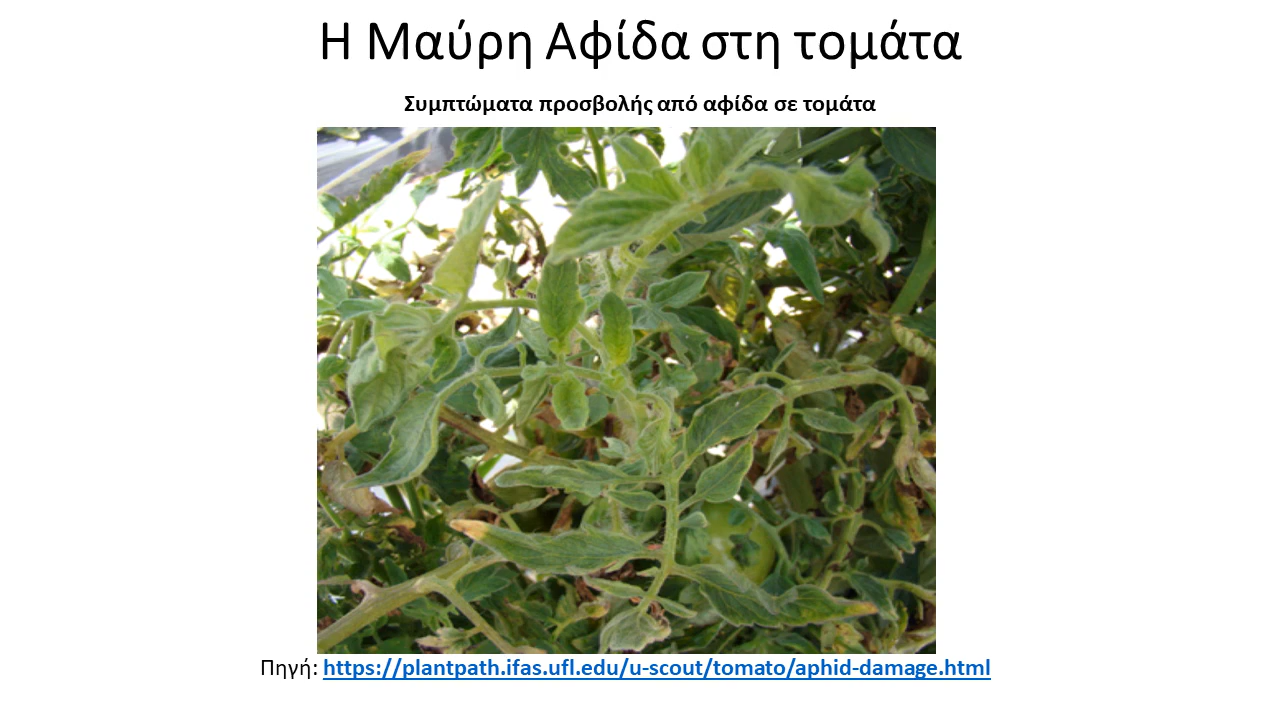 Η Μαύρη Αφίδα στη τομάτα
Συμπτώματα προσβολής από αφίδα σε τομάτα
Πηγή: https://plantpath.ifas.ufl.edu/u-scout/tomato/aphid-damage.html